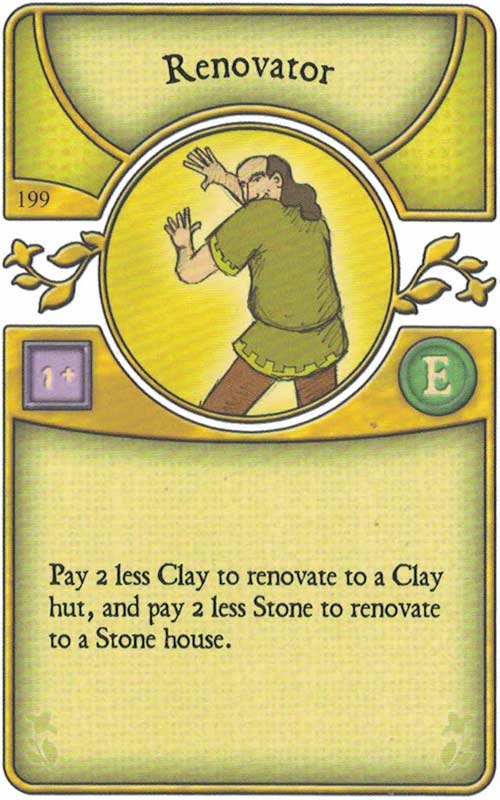 Renovator
199
1+
E
Pay 2 less Clay to renovate to a Clay
hut, and pay 2 less Stone to renovate
to a Stone house.